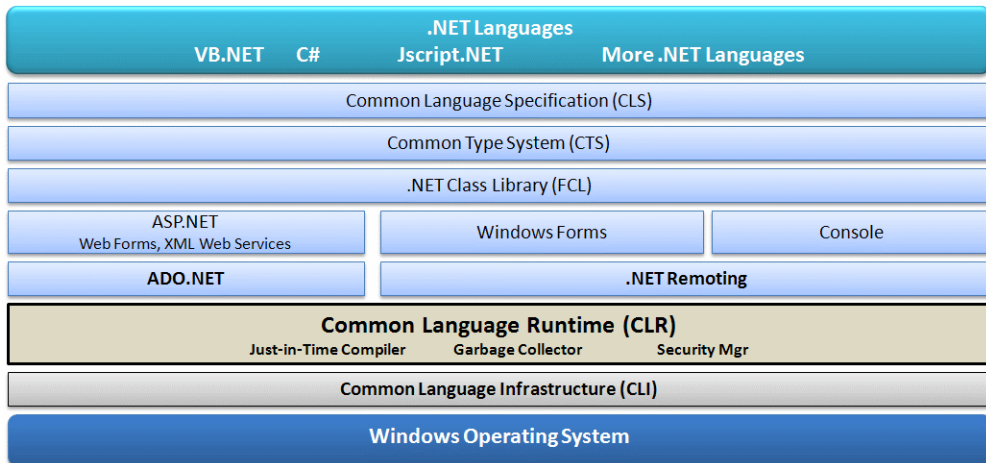 .NET Languages
VB.NET C# Jscript.NET More .NET Languages
Common Language Specification (CLS)
Common Type System (CTS)
.NET Class Library (FCL)
ASP.NET
Web Forms, XML Web Services
Windows Forms
Console
ADO.NET
.NET Remoting
Common Language Runtime (CLR)
Just-in-Time Compiler Garbage Collector Security Mgr
Common Language Infrastructure (CLI)
Windows Operating System